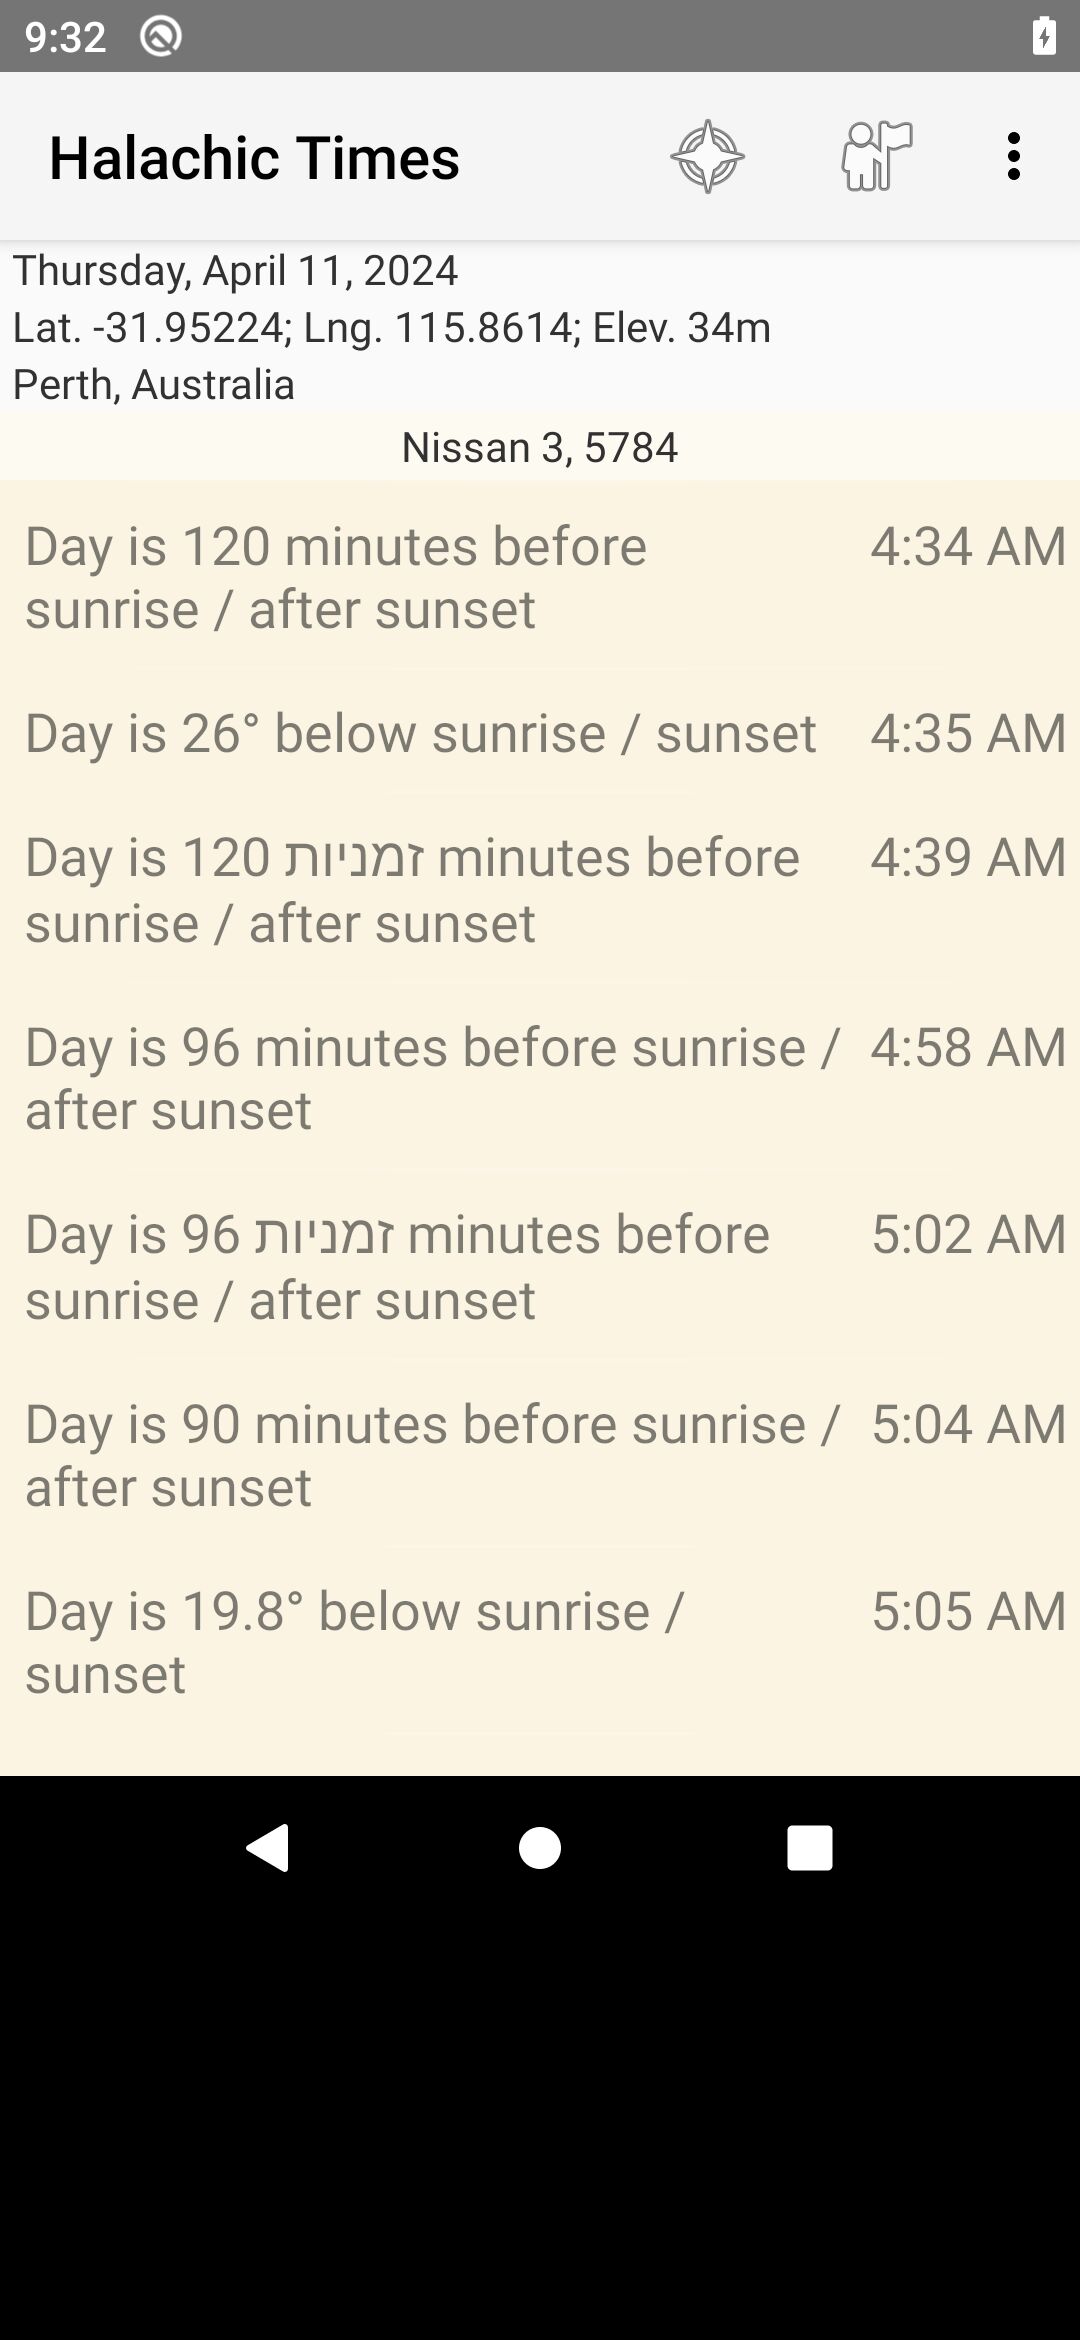 9:32
Halachic Times
Thursday, April 11, 2024
Lat. -31.95224; Lng. 115.8614; Elev. 34m
Perth, Australia
Nissan 3, 5784
Day is 120 minutes before 4:34 AM
sunrise / after sunset
Day is 26° below sunrise / sunset 4:35 AM
Day is 120 זמניות minutes before 4:39 AM
sunrise / after sunset
Day is 96 minutes before sunrise / 4:58 AM
after sunset
Day is 96 זמניות minutes before 5:02 AM
sunrise / after sunset
Day is 90 minutes before sunrise / 5:04 AM
after sunset
Day is 19.8° below sunrise / 5:05 AM
sunset